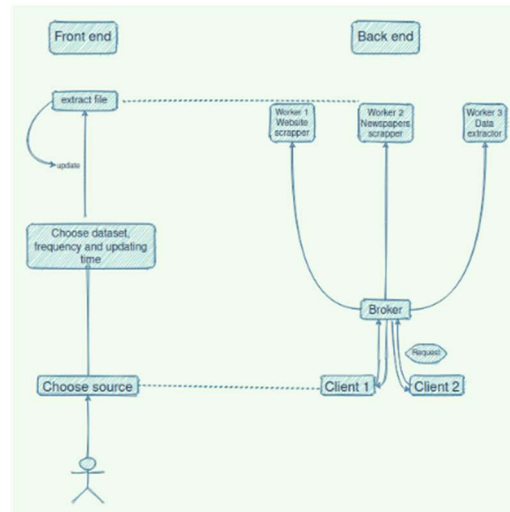 Front end
Back end
extract file
Worker 1
Website
scrapper
Worker 2
Newspapers
scrapper
Worker 3
Data
extractor
update
Choose dataset,
frequency and updating
time
Broker
Request
Choose source
Client 1
Client 2